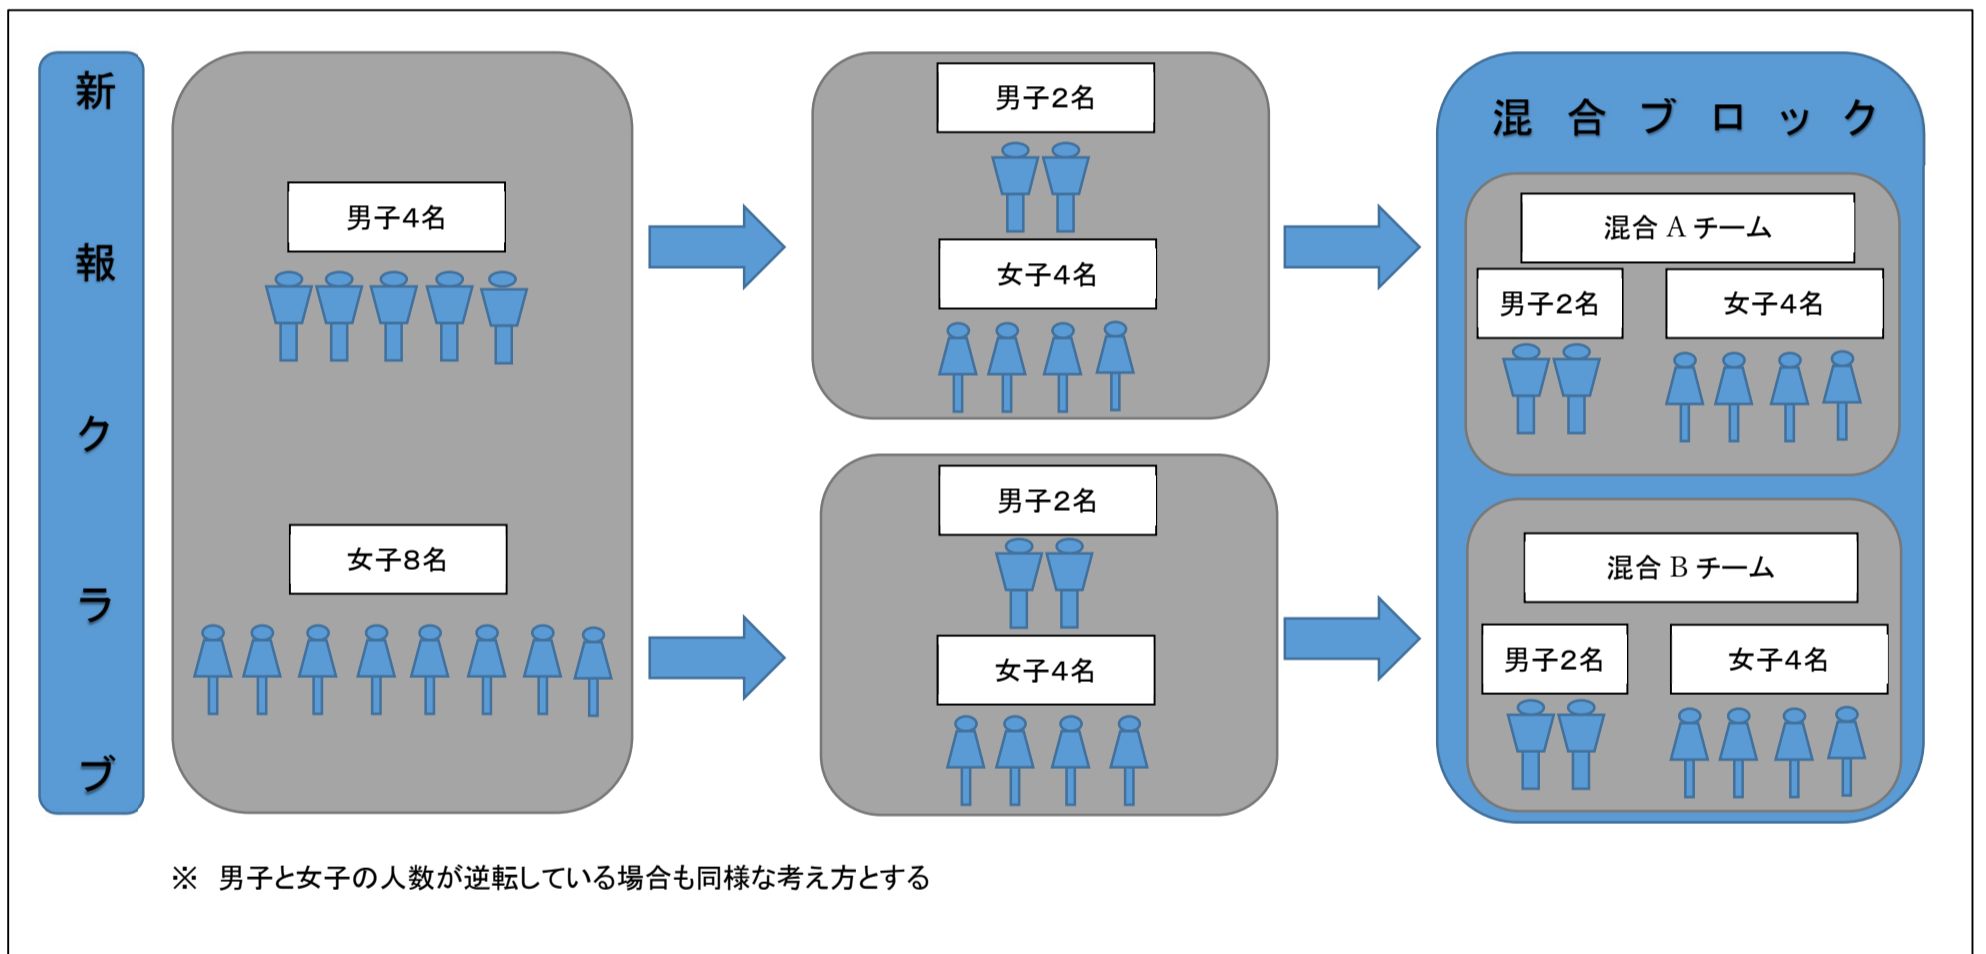 新報クラブ
男子4名
女子8名
男子2名
女子4名
男子2名
女子4名
混合ブロック
混合 A チーム
男子2名
女子4名
混合 B チーム
男子2名
女子4名
※ 男子と女子の人数が逆転している場合も同様な考え方とする